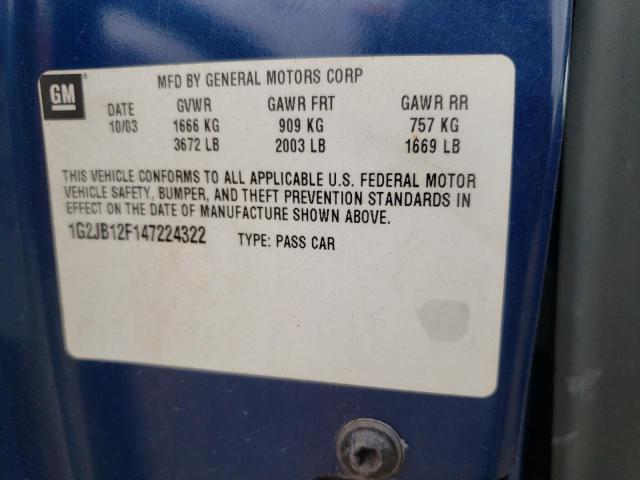 GM
MFD BY GENERAL MOTORS CORP
DATE GVWR GAWR FRT GAWR RR
10/03 1666 KG 909 KG 757 KG
3672 LB 2003 LB 1669 LB
THIS VEHICLE CONFORMS TO ALL APPLICABLE U.S. FEDERAL MOTOR
VEHICLE SAFETY, BUMPER, AND THEFT PREVENTION STANDARDS IN
EFFECT ON THE DATE OF MANUFACTURE SHOWN ABOVE.
1G2JB12F147224322 TYPE: PASS CAR